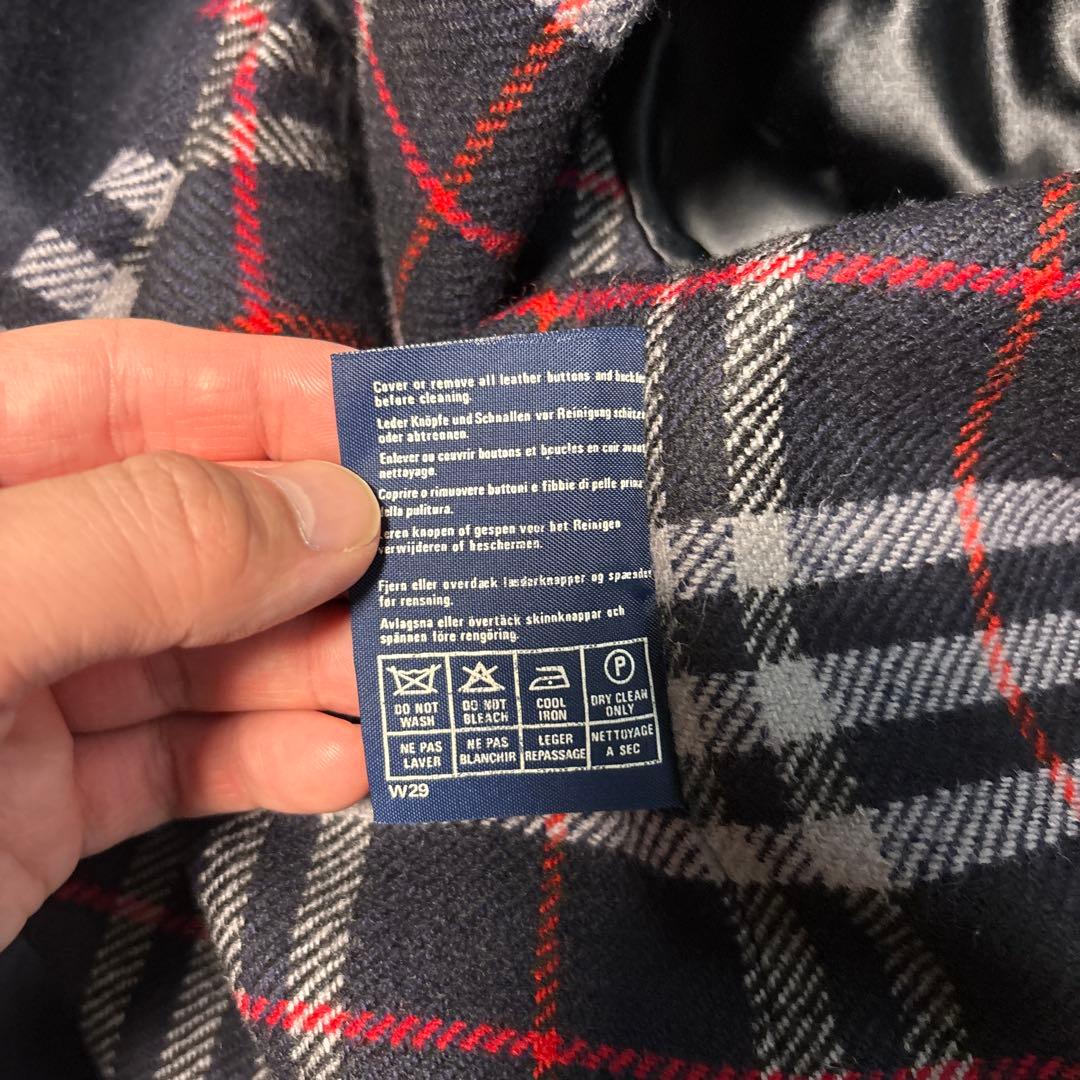 Cover or remove all leather buttons and buckle
before cleaning.
Leder Knöpfe und Schnallen vor Reinigung schütze
oder abtrennen.
Enlever ou couvrir boutons et boucles en cuir avant
nettoyage.
Coprire o rimuovere bottoni e fibbie di pelle prima
della pulitura.
eren knopen of gespen voor het Reinigen
verwijderen of beschermen.
Fjern eller overdæk læderknapper og spænder
før rensning.
Avlagsna eller övertäck skinnknappar och
spännen före rengöring.
DO NOT WASH
DO NOT BLEACH
COOL IRON
P
DRY CLEAN ONLY
NE PAS LAVER
NE PAS BLANCHIR
LEGER REPASSAGE
NETTOYAGE A SEC
W29